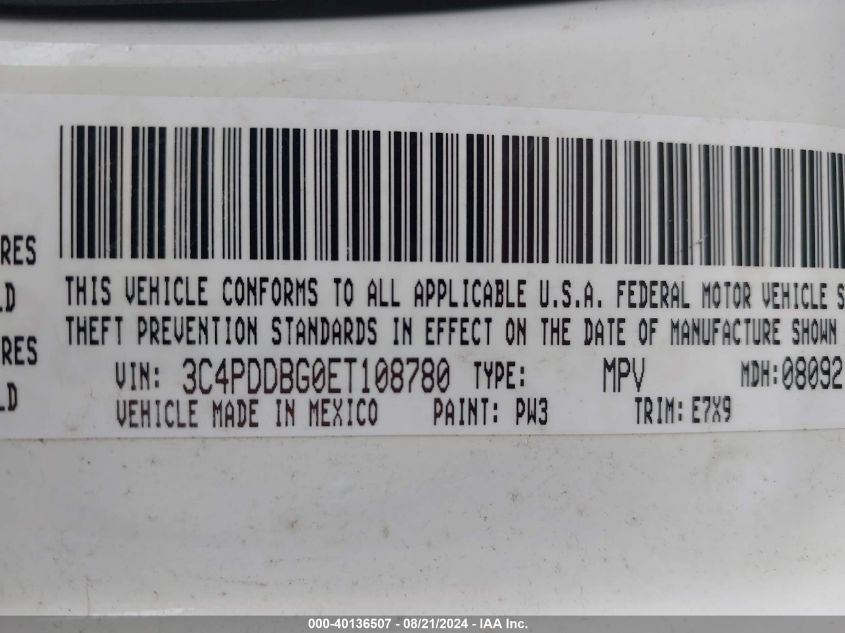 RES
LD
RES
LD
THIS VEHICLE CONFORMS TO ALL APPLICABLE U.S.A. FEDERAL MOTOR VEHICLE S
THEFT PREVENTION STANDARDS IN EFFECT ON THE DATE OF MANUFACTURE SHOWN
VIN: 3C4PDDBG0ET108780 TYPE: MPV MDH:08092
VEHICLE MADE IN MEXICO PAINT: PW3 TRIM: E7X9
000-40136507 - 08/21/2024 - IAA Inc.